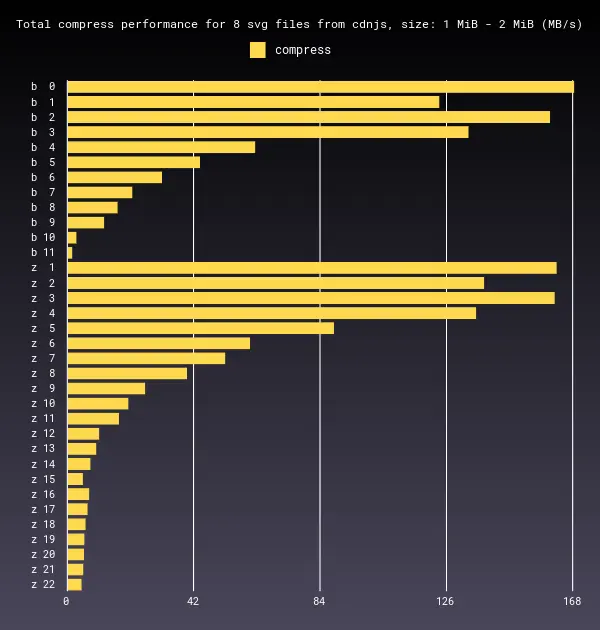 Total compress performance for 8 svg files from cdnjs, size: 1 MiB - 2 MiB (MB/s)
compress
b 0
b 1
b 2
b 3
b 4
b 5
b 6
b 7
b 8
b 9
b 10
b 11
z 1
z 2
z 3
z 4
z 5
z 6
z 7
z 8
z 9
z 10
z 11
z 12
z 13
z 14
z 15
z 16
z 17
z 18
z 19
z 20
z 21
z 22
0 42 84 126 168